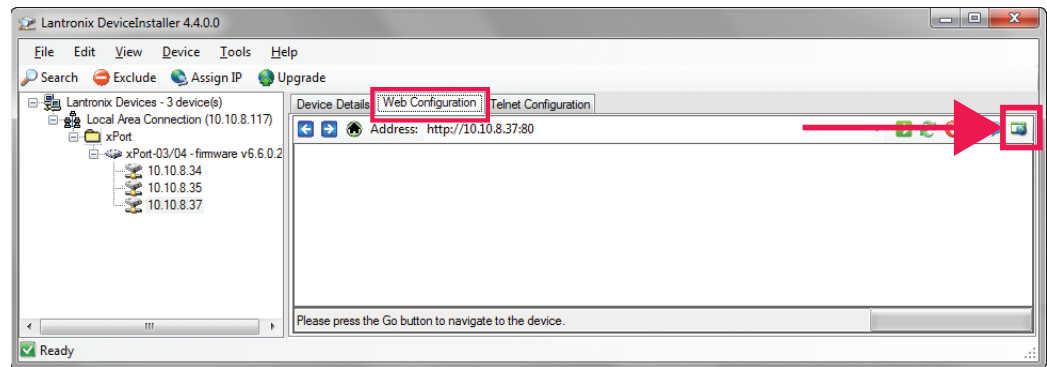 Lantronix DeviceInstaller 4.4.0.0
File Edit View Device Tools Help
Search Exclude Assign IP Upgrade
Lantronix Devices - 3 device(s)
Local Area Connection (10.10.8.117)
xPort
xPort-03/04 - firmware v6.6.0.2
10.10.8.34
10.10.8.35
10.10.8.37
Device Details Web Configuration Telnet Configuration
Address: http://10.10.8.37:80
Please press the Go button to navigate to the device.
Ready